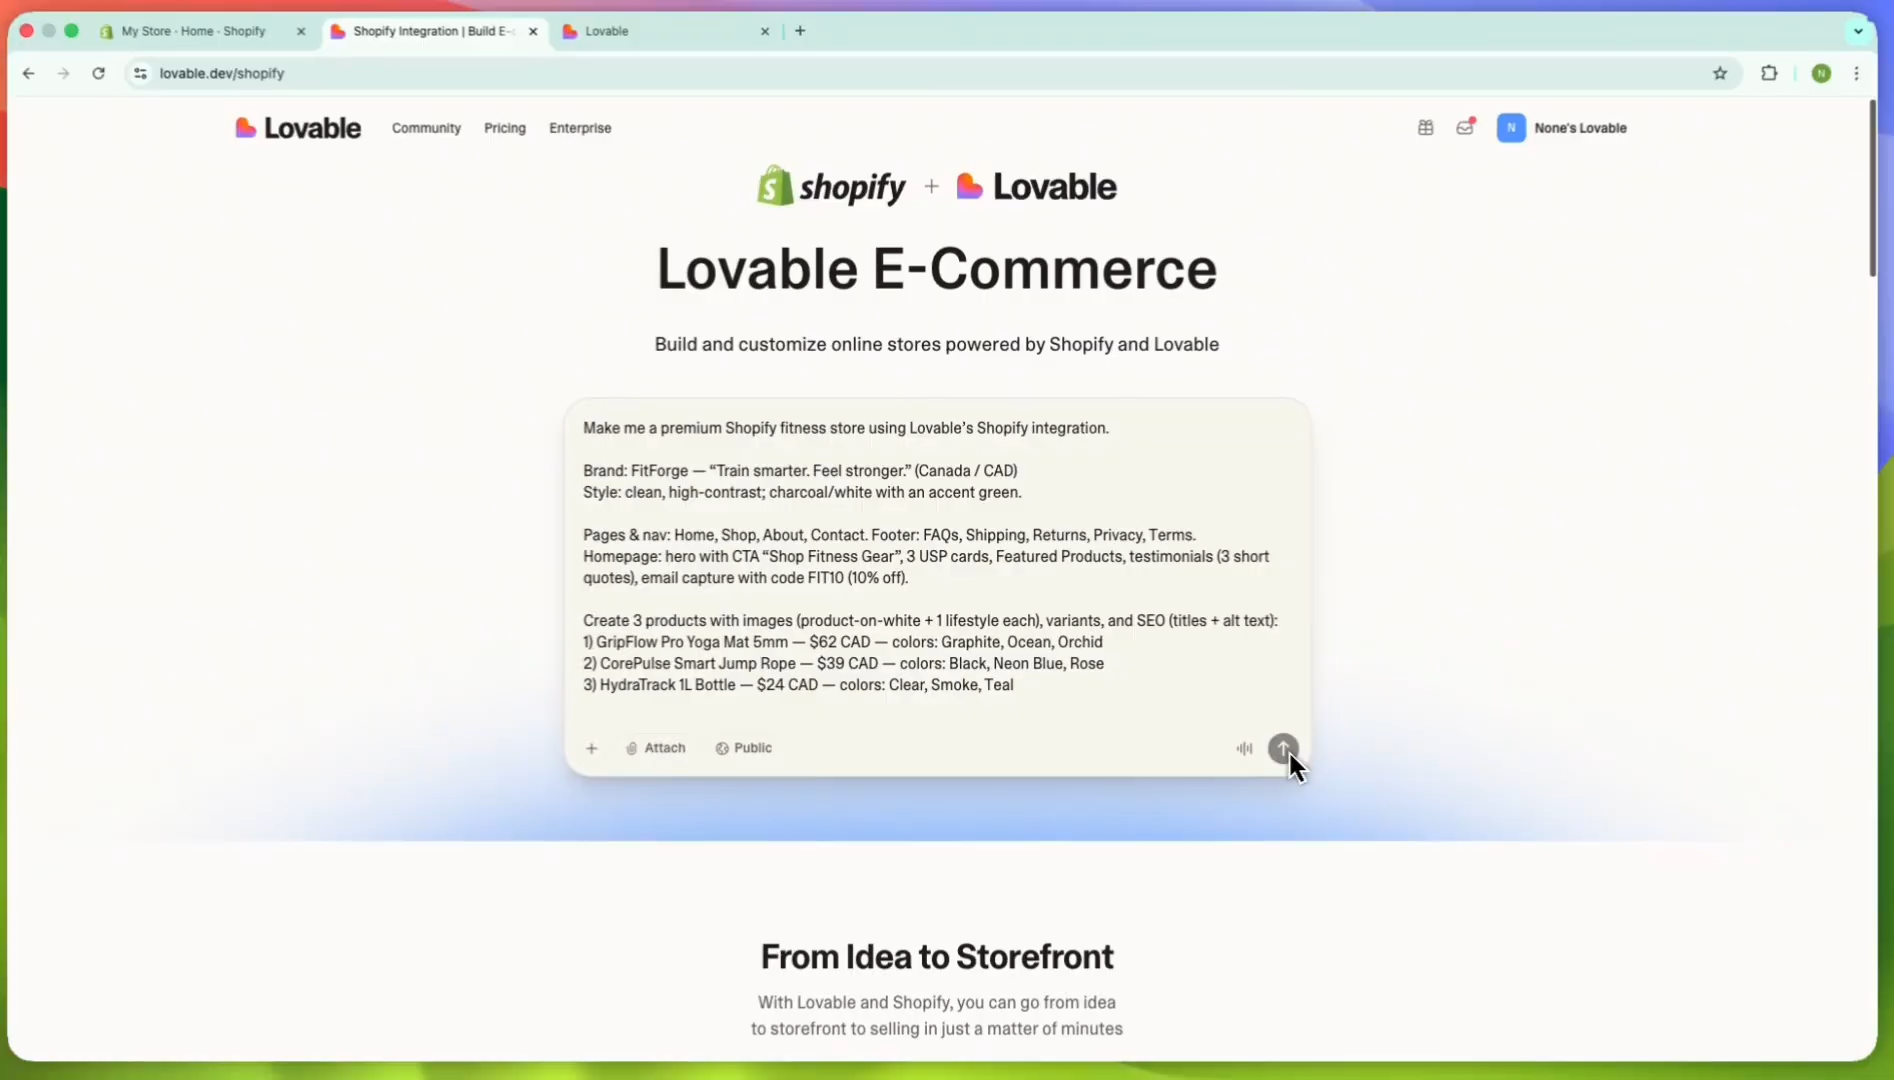 My Store · Home · Shopify
Shopify Integration | Build E-
Lovable
lovable.dev/shopify
N
Lovable
Community
Pricing
Enterprise
N
None's Lovable
shopify + Lovable
Lovable E-Commerce
Build and customize online stores powered by Shopify and Lovable
Make me a premium Shopify fitness store using Lovable’s Shopify integration.
Brand: FitForge — “Train smarter. Feel stronger.” (Canada / CAD)
Style: clean, high-contrast; charcoal/white with an accent green.
Pages & nav: Home, Shop, About, Contact. Footer: FAQs, Shipping, Returns, Privacy, Terms.
Homepage: hero with CTA “Shop Fitness Gear”, 3 USP cards, Featured Products, testimonials (3 short
quotes), email capture with code FIT10 (10% off).
Create 3 products with images (product-on-white + 1 lifestyle each), variants, and SEO (titles + alt text):
1) GripFlow Pro Yoga Mat 5mm — $62 CAD — colors: Graphite, Ocean, Orchid
2) CorePulse Smart Jump Rope — $39 CAD — colors: Black, Neon Blue, Rose
3) HydraTrack 1L Bottle — $24 CAD — colors: Clear, Smoke, Teal
Attach
Public
From Idea to Storefront
With Lovable and Shopify, you can go from idea
to storefront to selling in just a matter of minutes